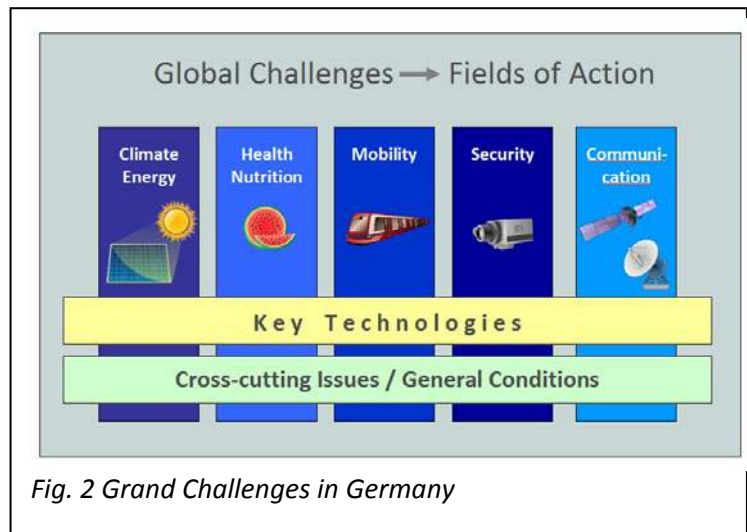 Global Challenges → Fields of Action
Climate
Energy
Health
Nutrition
Mobility
Security
Communi-
cation
Key Technologies
Cross-cutting Issues / General Conditions
Fig. 2 Grand Challenges in Germany